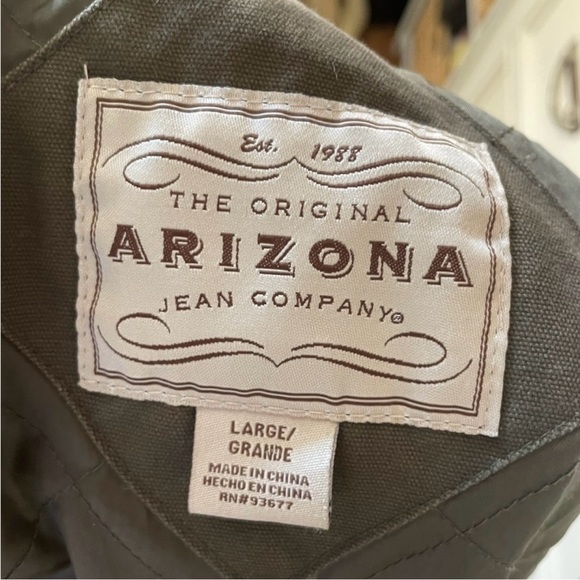 Est. 1988
THE ORIGINAL
ARIZONA
JEAN COMPANY®
LARGE/
GRANDE
MADE IN CHINA
HECHO EN CHINA
RN#93677